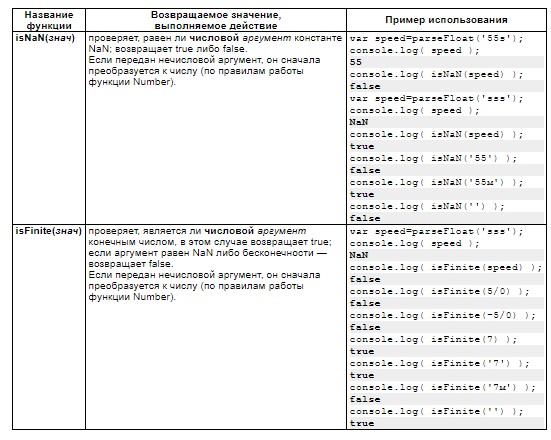 Название функции
Возвращаемое значение, выполняемое действие
Пример использования
isNaN(знач)
проверяет, равен ли числовой аргумент константе
NaN; возвращает true либо false.
Если передан нечисловой аргумент, он сначала
преобразуется к числу (по правилам работы
функции Number).
var speed=parseFloat('55s');
console.log( speed );
55
console.log( isNaN(speed) );
false
var speed=parseFloat('sss');
console.log( speed );
NaN
console.log( isNaN(speed) );
true
console.log( isNaN('55') );
false
console.log( isNaN('55м') );
true
console.log( isNaN('') );
false
isFinite(знач)
проверяет, является ли числовой аргумент
конечным числом, в этом случае возвращает true;
если аргумент равен NaN либо бесконечности —
возвращает false.
Если передан нечисловой аргумент, он сначала
преобразуется к числу (по правилам работы
функции Number).
var speed=parseFloat('sss');
console.log( speed );
NaN
console.log( isFinite(speed) );
false
console.log( isFinite(5/0) );
false
console.log( isFinite(-5/0) );
false
console.log( isFinite(7) );
true
console.log( isFinite('7') );
true
console.log( isFinite('7м') );
false
console.log( isFinite('') );
true